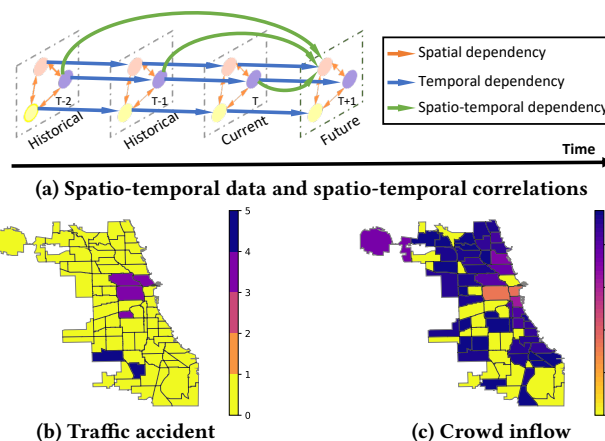 Spatial dependency
Temporal dependency
Spatio-temporal dependency
T-2
T-1
T
T+1
Historical
Historical
Current
Future
Time
(a) Spatio-temporal data and spatio-temporal correlations
5
4
3
2
1
0
(b) Traffic accident
(c) Crowd inflow